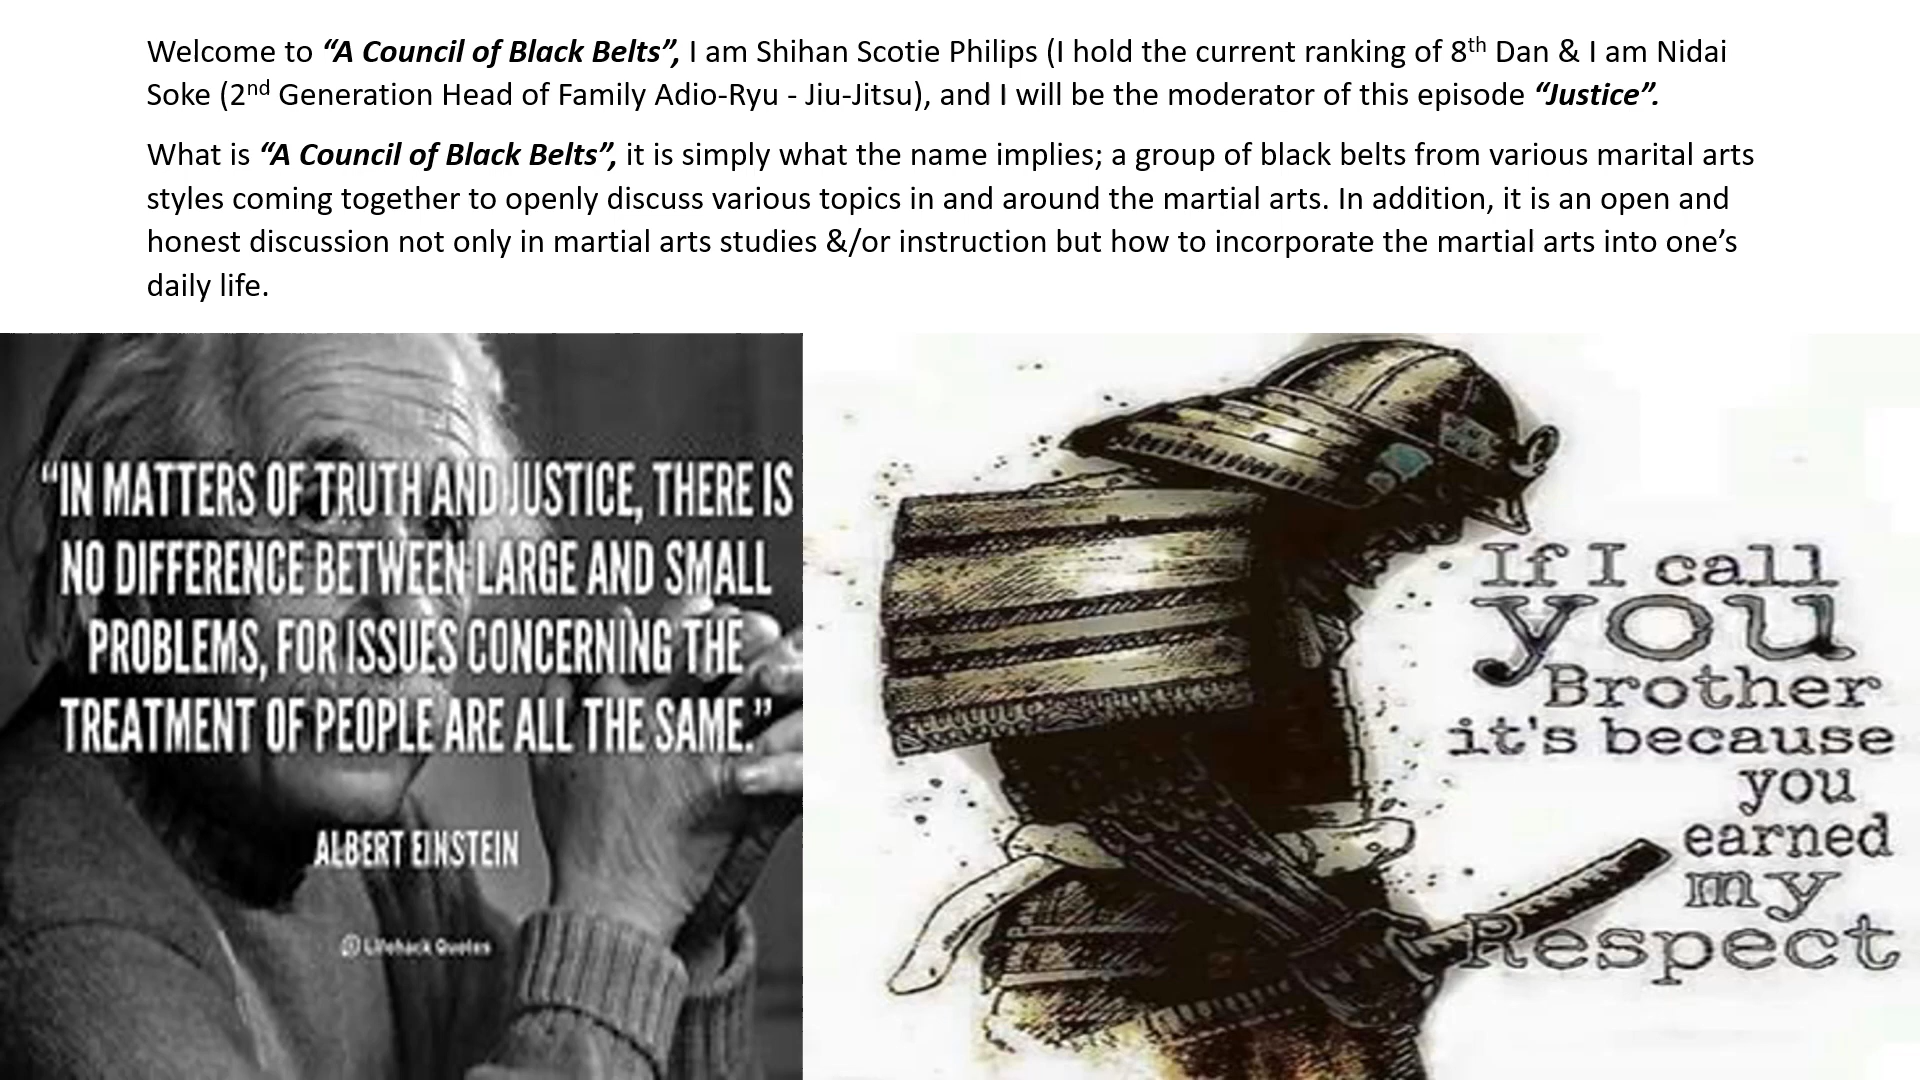 Welcome to “A Council of Black Belts”, I am Shihan Scotie Philips (I hold the current ranking of 8th Dan & I am Nidai
Soke (2nd Generation Head of Family Adio-Ryu - Jiu-Jitsu), and I will be the moderator of this episode “Justice”.
What is “A Council of Black Belts”, it is simply what the name implies; a group of black belts from various marital arts
styles coming together to openly discuss various topics in and around the martial arts. In addition, it is an open and
honest discussion not only in martial arts studies &/or instruction but how to incorporate the martial arts into one’s
daily life.
“IN MATTERS OF TRUTH AND JUSTICE, THERE IS
NO DIFFERENCE BETWEEN LARGE AND SMALL
PROBLEMS, FOR ISSUES CONCERNING THE
TREATMENT OF PEOPLE ARE ALL THE SAME.”
ALBERT EINSTEIN
Lifehack Quotes
If I call
you
Brother
it's because
you
earned
my
Respect